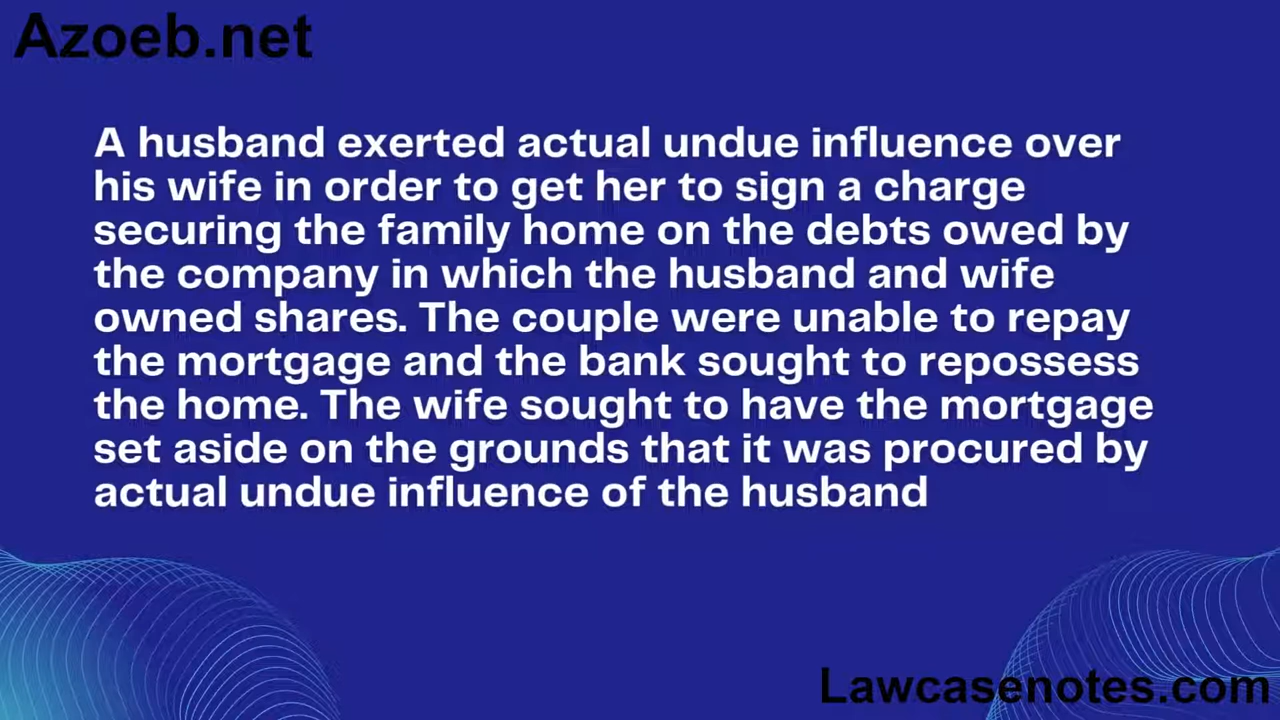 Azoeb.net
A husband exerted actual undue influence over
his wife in order to get her to sign a charge
securing the family home on the debts owed by
the company in which the husband and wife
owned shares. The couple were unable to repay
the mortgage and the bank sought to repossess
the home. The wife sought to have the mortgage
set aside on the grounds that it was procured by
actual undue influence of the husband
Lawcasenotes.com